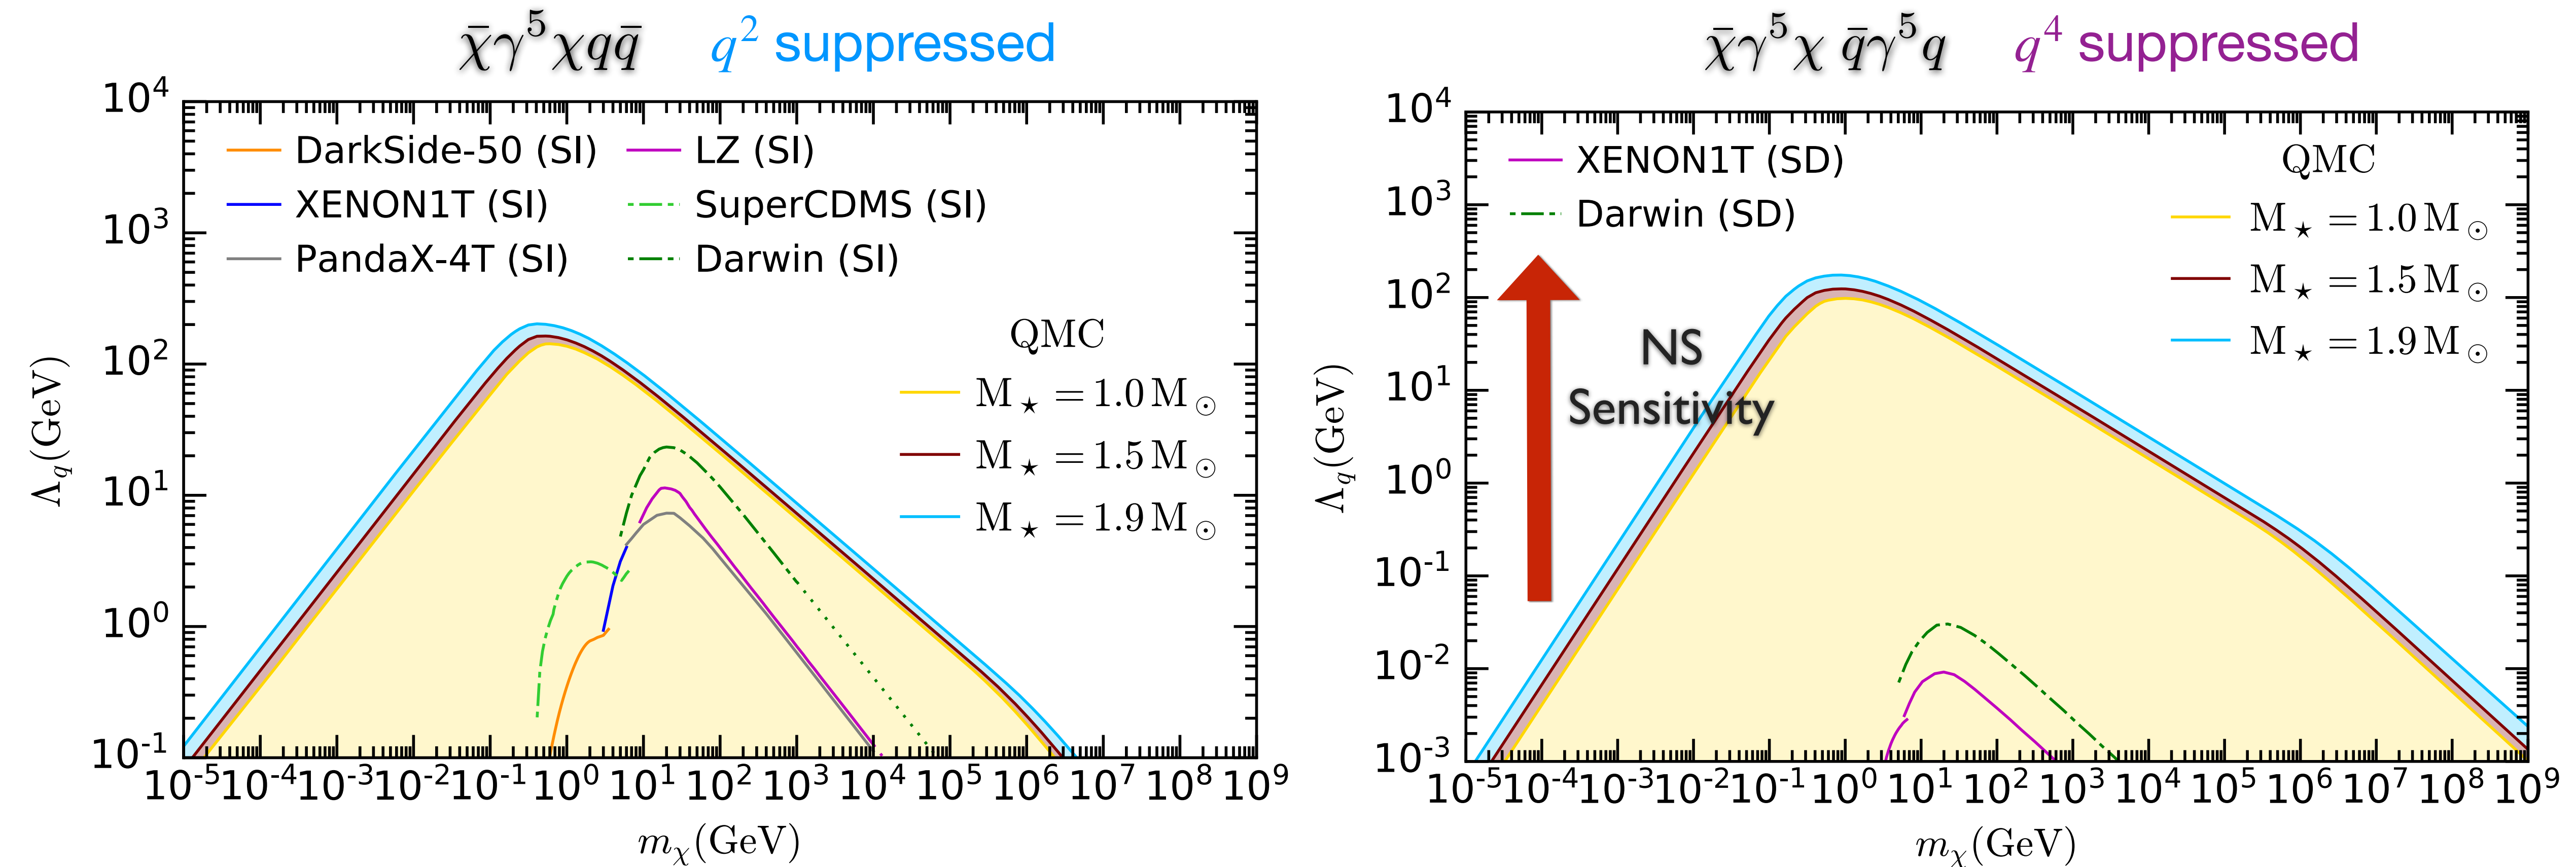 χ̄γ⁵χqq̄ q² suppressed
10⁴
10³
10²
10¹
10⁰
10⁻¹
Λ_q(GeV)
DarkSide-50 (SI)
XENON1T (SI)
PandaX-4T (SI)
LZ (SI)
SuperCDMS (SI)
Darwin (SI)
QMC
M⋆ = 1.0 M⊙
M⋆ = 1.5 M⊙
M⋆ = 1.9 M⊙
10⁻⁵ 10⁻⁴ 10⁻³ 10⁻² 10⁻¹ 10⁰ 10¹ 10² 10³ 10⁴ 10⁵ 10⁶ 10⁷ 10⁸ 10⁹
m_χ(GeV)
χ̄γ⁵χ q̄γ⁵q q⁴ suppressed
10⁴
10³
10²
10¹
10⁰
10⁻¹
10⁻²
10⁻³
Λ_q(GeV)
XENON1T (SD)
Darwin (SD)
NS
Sensitivity
QMC
M⋆ = 1.0 M⊙
M⋆ = 1.5 M⊙
M⋆ = 1.9 M⊙
10⁻⁵ 10⁻⁴ 10⁻³ 10⁻² 10⁻¹ 10⁰ 10¹ 10² 10³ 10⁴ 10⁵ 10⁶ 10⁷ 10⁸ 10⁹
m_χ(GeV)